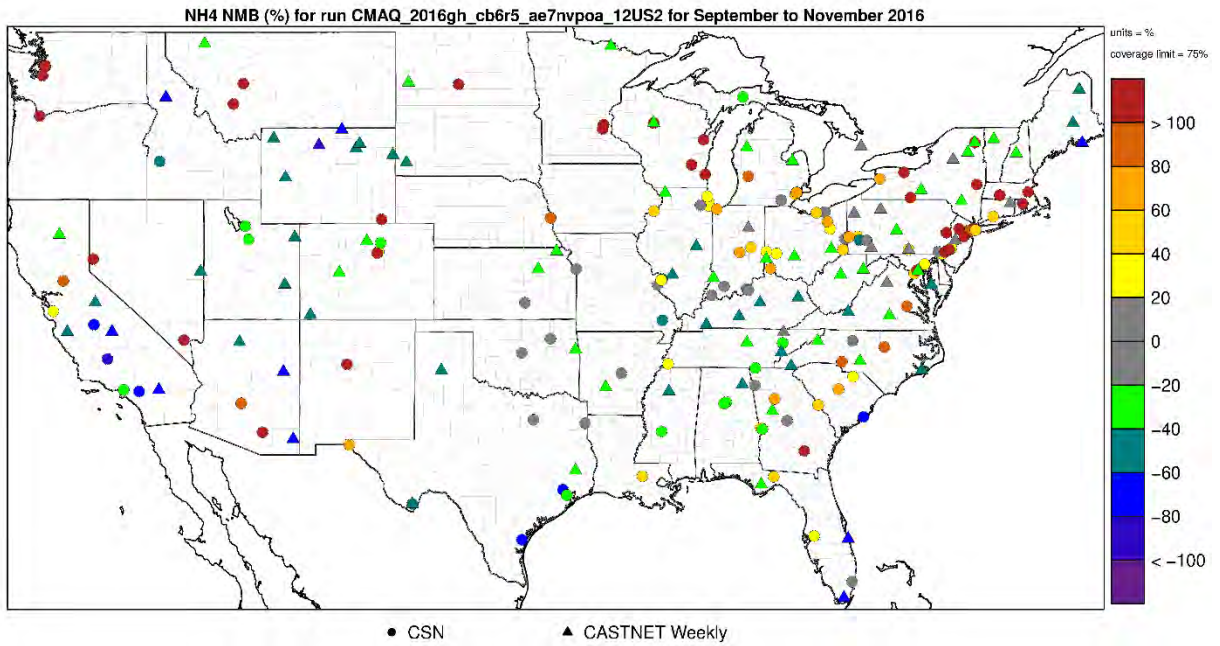 NH4 NMB (%) for run CMAQ_2016gh_cb6r5_ae7nvpoa_12US2 for September to November 2016
units = %
coverage limit = 75%
> 100
80
60
40
20
0
−20
−40
−60
−80
< −100
CSN
CASTNET Weekly